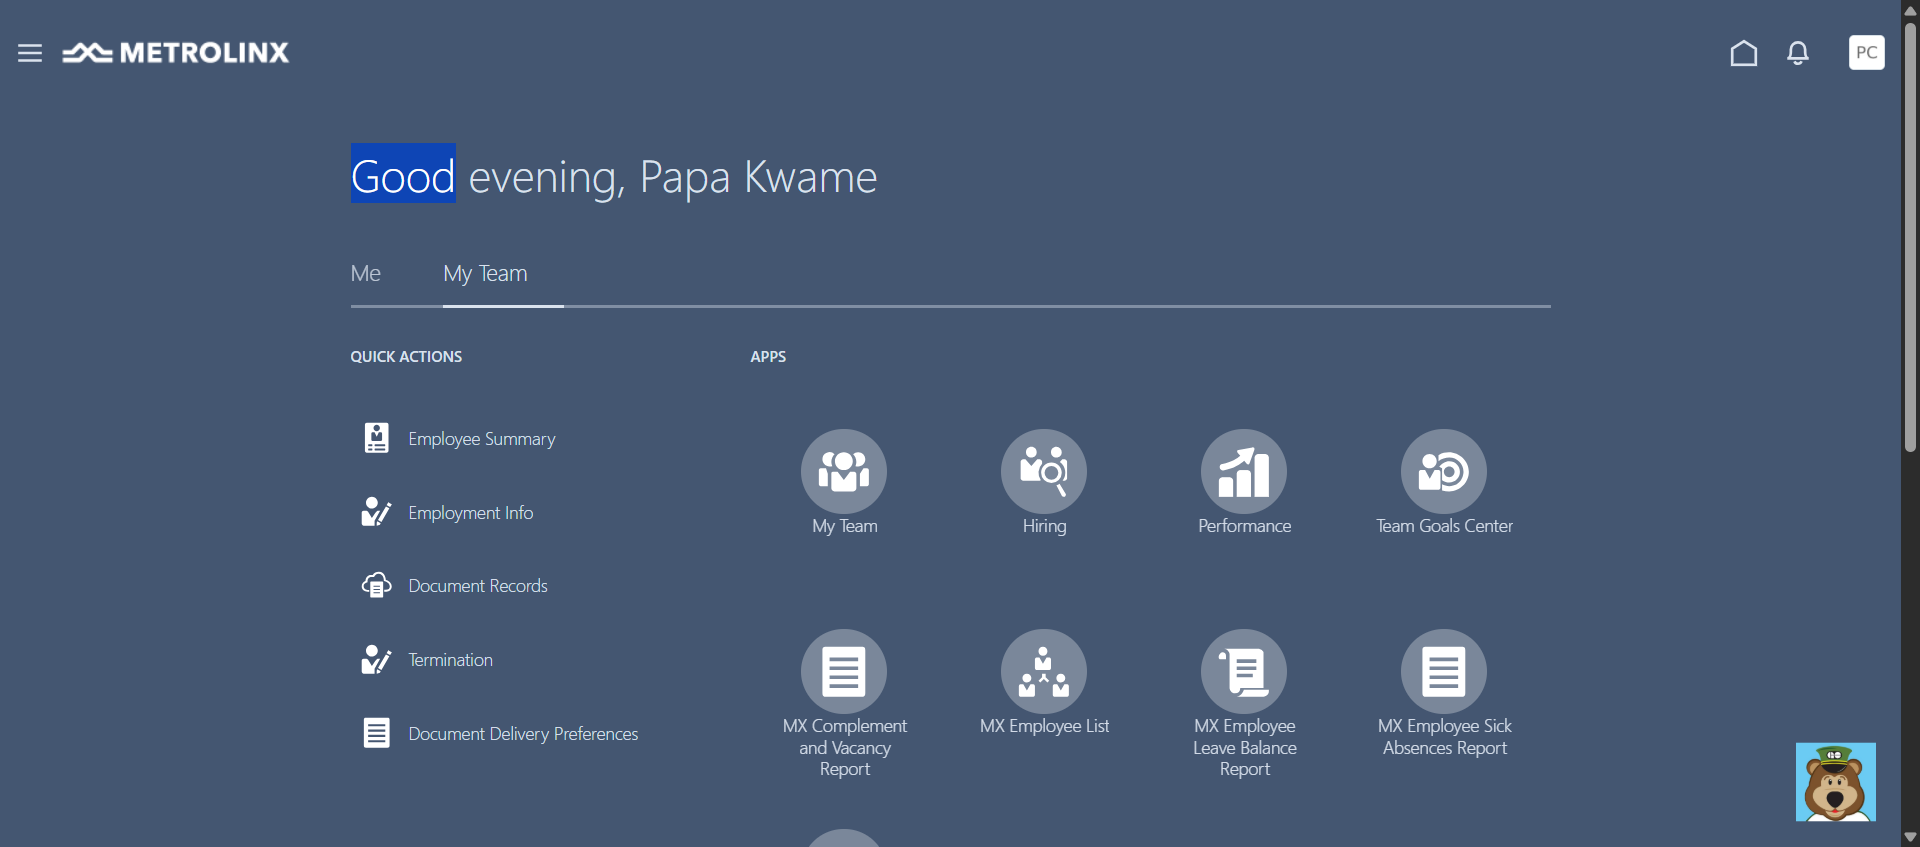 METROLINX
PC
Good evening, Papa Kwame
Me
My Team
QUICK ACTIONS
Employee Summary
Employment Info
Document Records
Termination
Document Delivery Preferences
APPS
My Team
Hiring
Performance
Team Goals Center
MX Complement
and Vacancy
Report
MX Employee List
MX Employee
Leave Balance
Report
MX Employee Sick
Absences Report